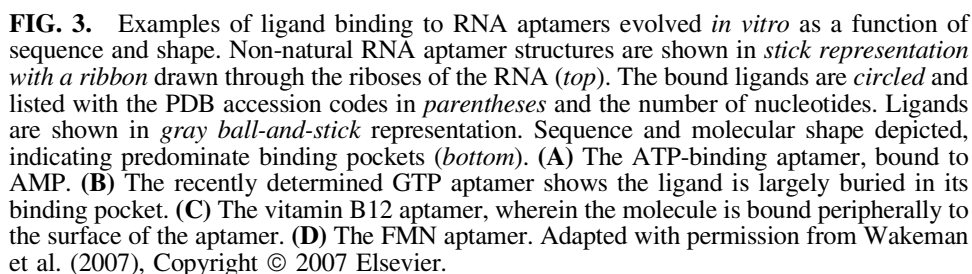 FIG. 3. Examples of ligand binding to RNA aptamers evolved in vitro as a function of
sequence and shape. Non-natural RNA aptamer structures are shown in stick representation
with a ribbon drawn through the riboses of the RNA (top). The bound ligands are circled and
listed with the PDB accession codes in parentheses and the number of nucleotides. Ligands
are shown in gray ball-and-stick representation. Sequence and molecular shape depicted,
indicating predominate binding pockets (bottom). (A) The ATP-binding aptamer, bound to
AMP. (B) The recently determined GTP aptamer shows the ligand is largely buried in its
binding pocket. (C) The vitamin B12 aptamer, wherein the molecule is bound peripherally to
the surface of the aptamer. (D) The FMN aptamer. Adapted with permission from Wakeman
et al. (2007), Copyright © 2007 Elsevier.